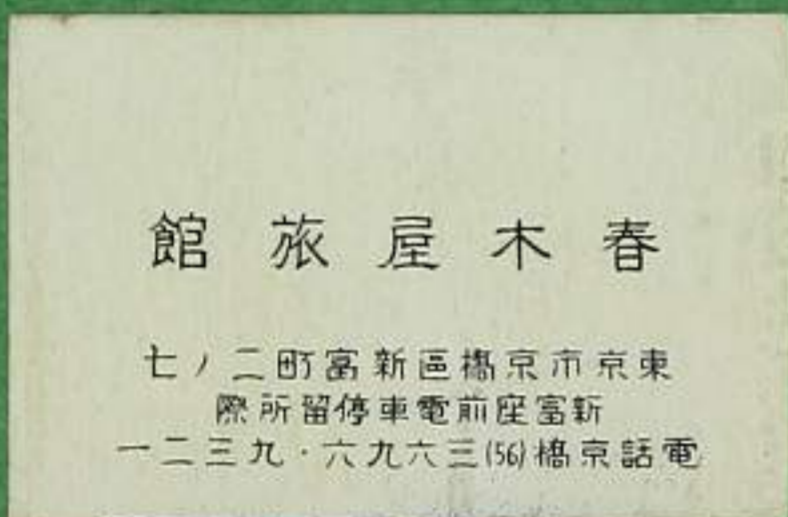 春木屋旅館
東京市京橋區新富町二ノ七
新富座前電車停留所際
電話京橋(56)三六九六・九三二一